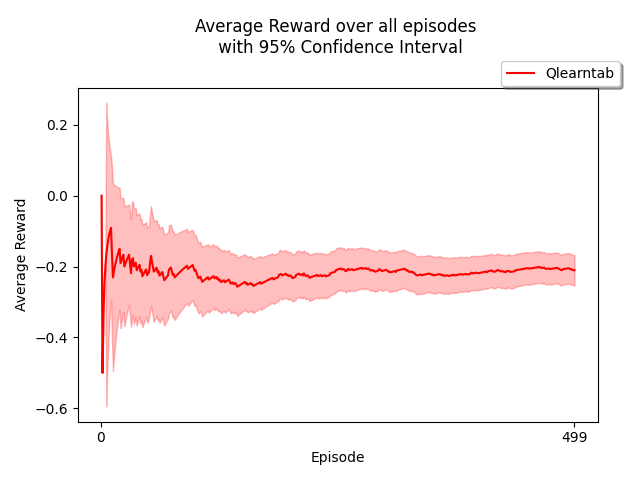 Average Reward over all episodes
with 95% Confidence Interval
Qlearntab
Average Reward
0.2
0.0
−0.2
−0.4
−0.6
0
499
Episode